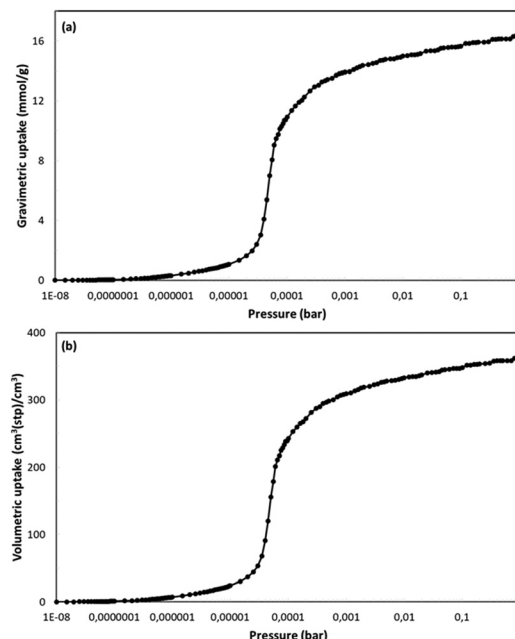 (a)
Gravimetric uptake (mmol/g)
16
12
8
4
0
1E-08 0,0000001 0,000001 0,00001 0,0001 0,001 0,01 0,1
Pressure (bar)
(b)
Volumetric uptake (cm³(stp)/cm³)
400
300
200
100
0
1E-08 0,0000001 0,000001 0,00001 0,0001 0,001 0,01 0,1
Pressure (bar)